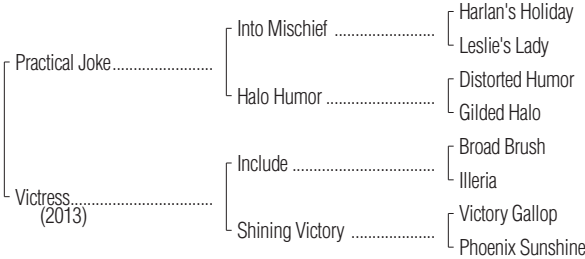 Harlan's Holiday
Into Mischief ....................
Leslie's Lady
Practical Joke....................
Distorted Humor
Halo Humor ......................
Gilded Halo
Broad Brush
Include .............................
Illeria
Victress............................
(2013)
Victory Gallop
Shining Victory .................
Phoenix Sunshine